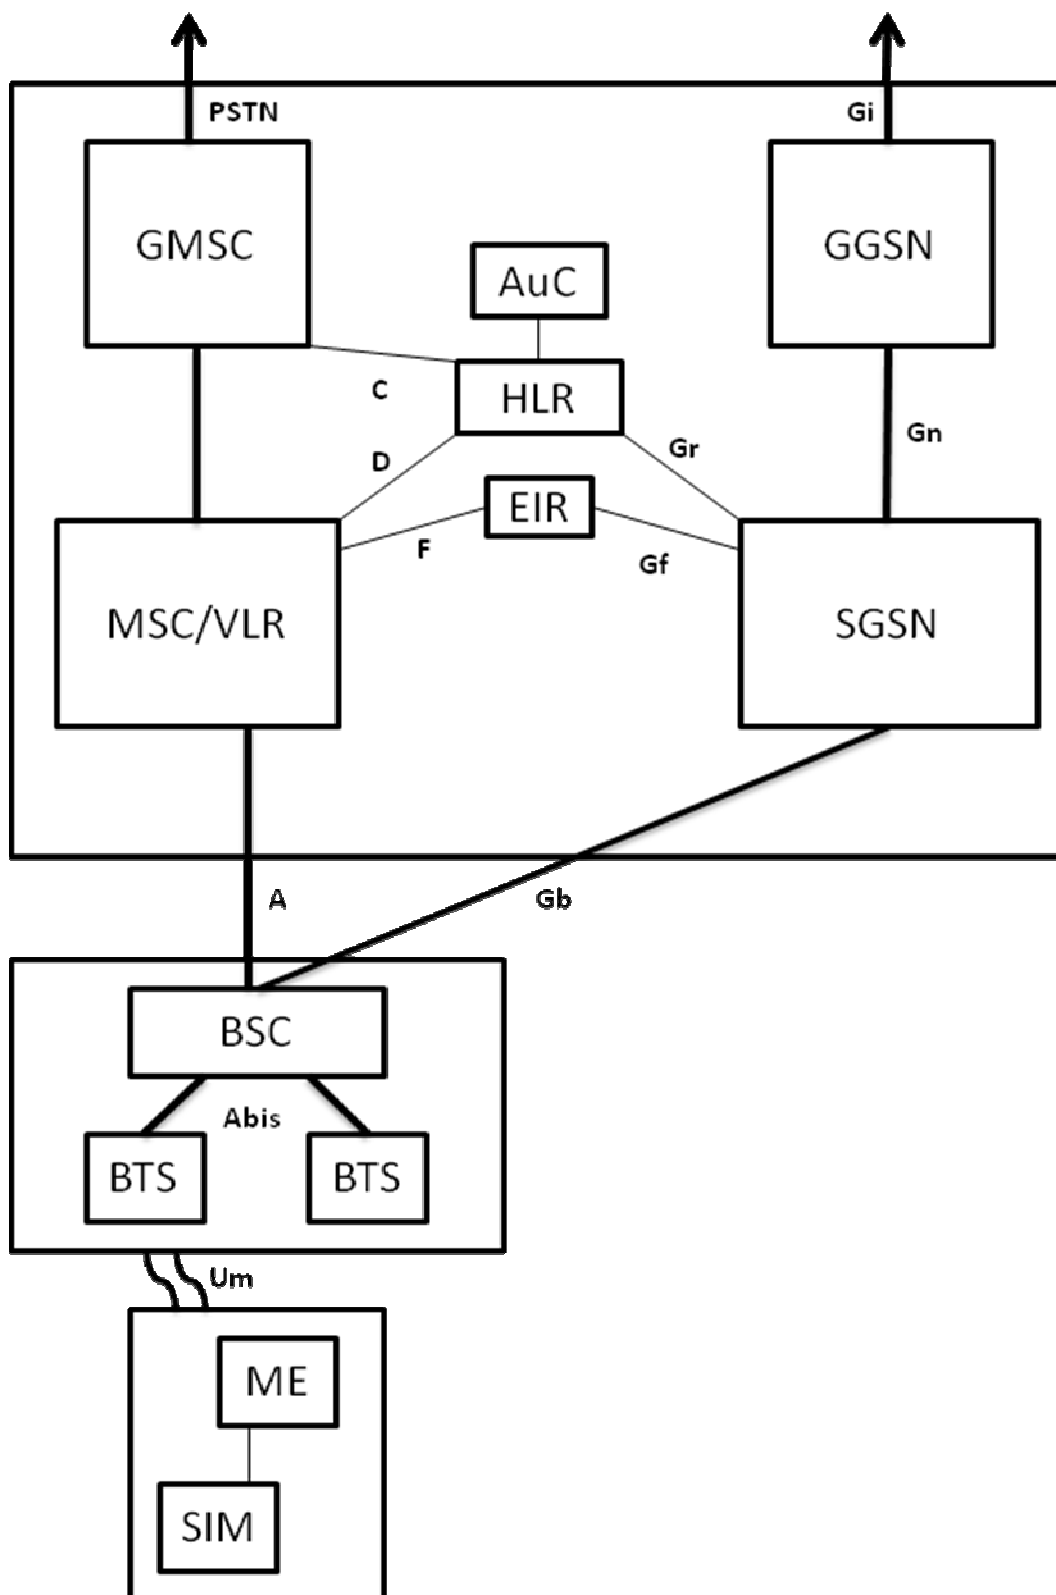 PSTN
Gi
GMSC
GGSN
AuC
C
HLR
Gn
D
Gr
EIR
F
Gf
MSC/VLR
SGSN
A
Gb
BSC
Abis
BTS
BTS
Um
ME
SIM